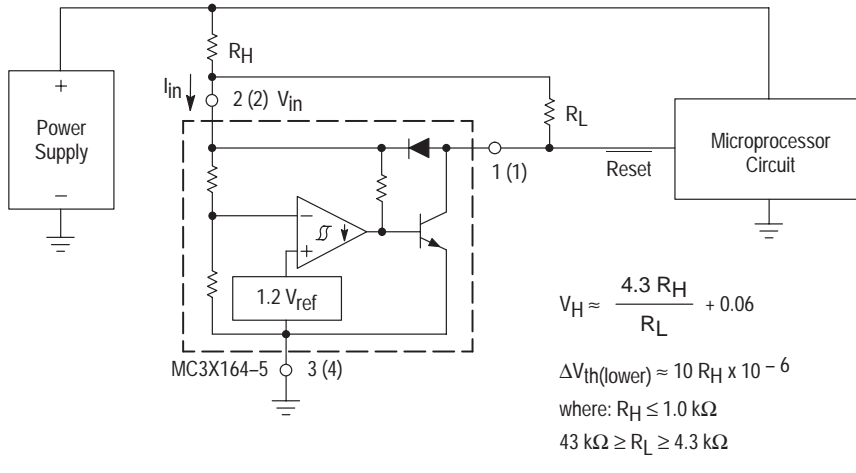 R_H
I_in
2 (2) V_in
+
Power
Supply
−
R_L
Microprocessor
Circuit
1 (1)
Reset
−
+
1.2 V_ref
MC3X164–5
3 (4)
V_H ≈ 4.3 R_H / R_L + 0.06
ΔV_th(lower) ≈ 10 R_H x 10^– 6
where: R_H ≤ 1.0 kΩ
43 kΩ ≥ R_L ≥ 4.3 kΩ